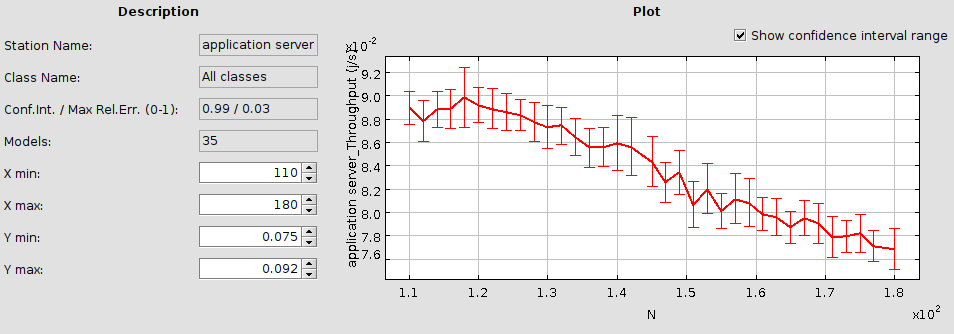 Description
Station Name: application server
Class Name: All classes
Conf.Int. / Max Rel.Err. (0-1): 0.99 / 0.03
Models: 35
X min: 110
X max: 180
Y min: 0.075
Y max: 0.092
Plot
Show confidence interval range
x10-2
application server_Throughput (j/s)
9.2
9.0
8.8
8.6
8.4
8.2
8.0
7.8
7.6
1.1 1.2 1.3 1.4 1.5 1.6 1.7 1.8
N
x102